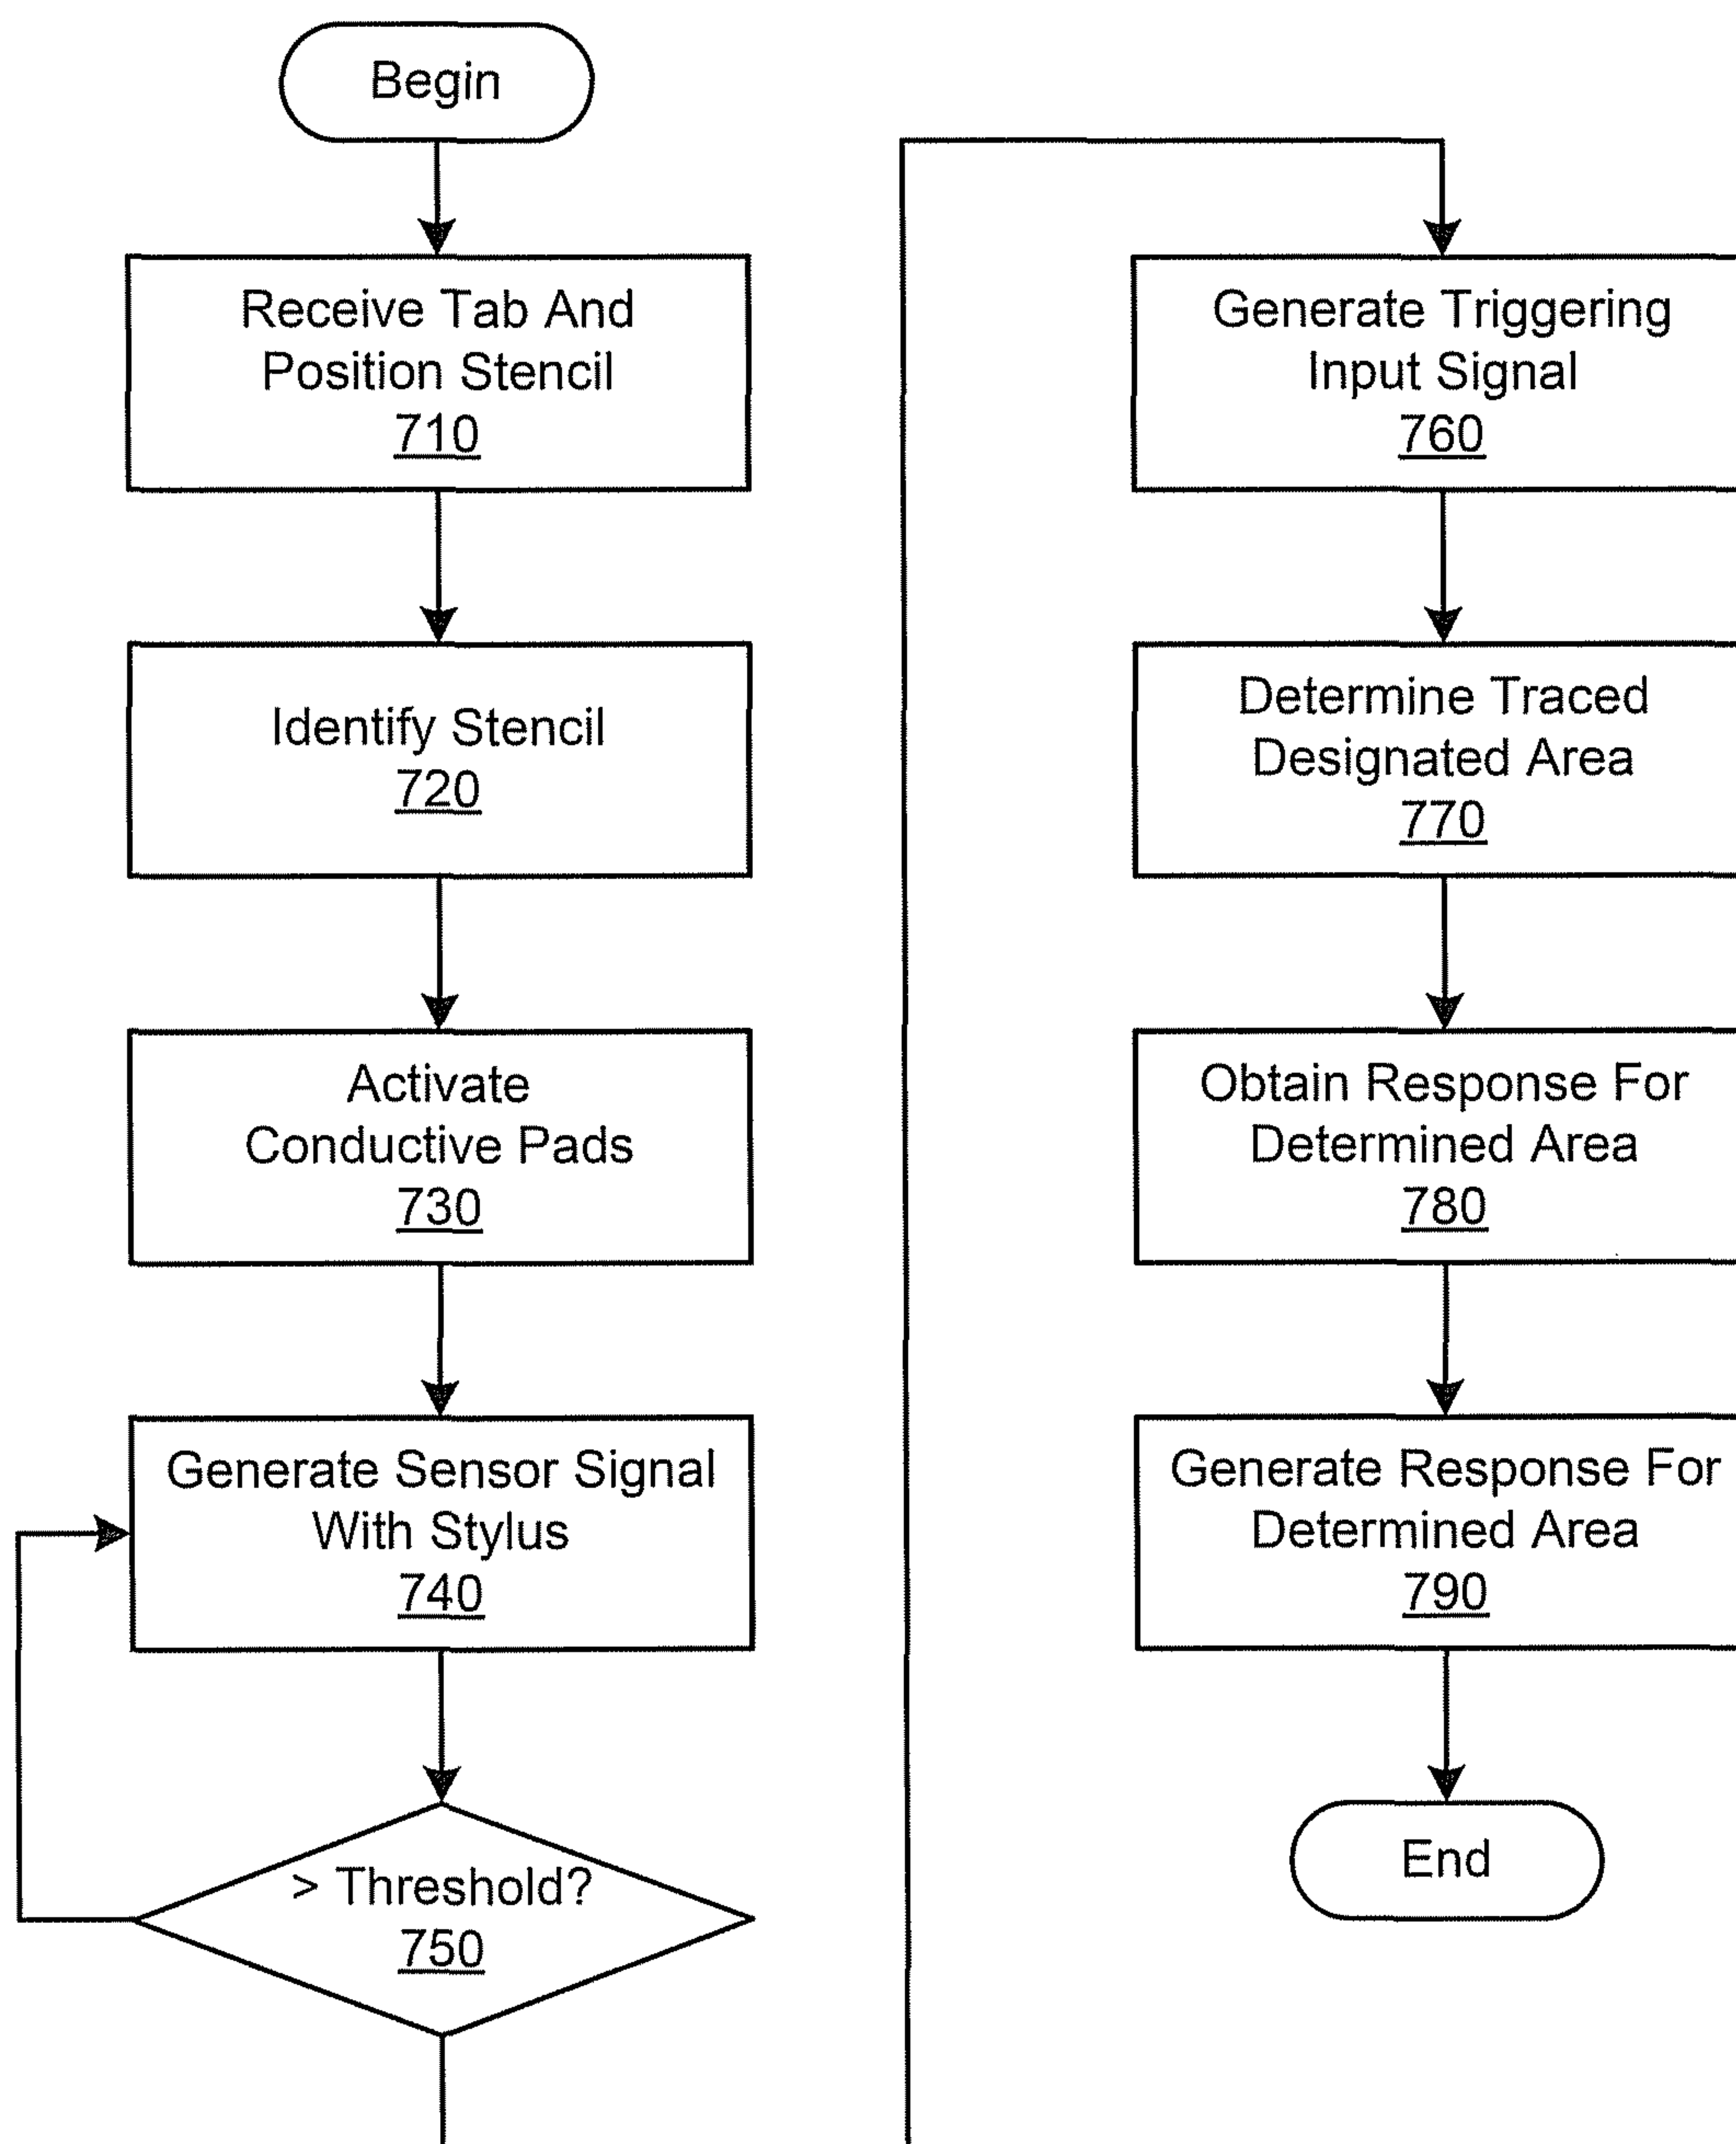 Begin
Receive Tab And
Position Stencil
710
Identify Stencil
720
Activate
Conductive Pads
730
Generate Sensor Signal
With Stylus
740
> Threshold?
750
Generate Triggering
Input Signal
760
Determine Traced
Designated Area
770
Obtain Response For
Determined Area
780
Generate Response For
Determined Area
790
End